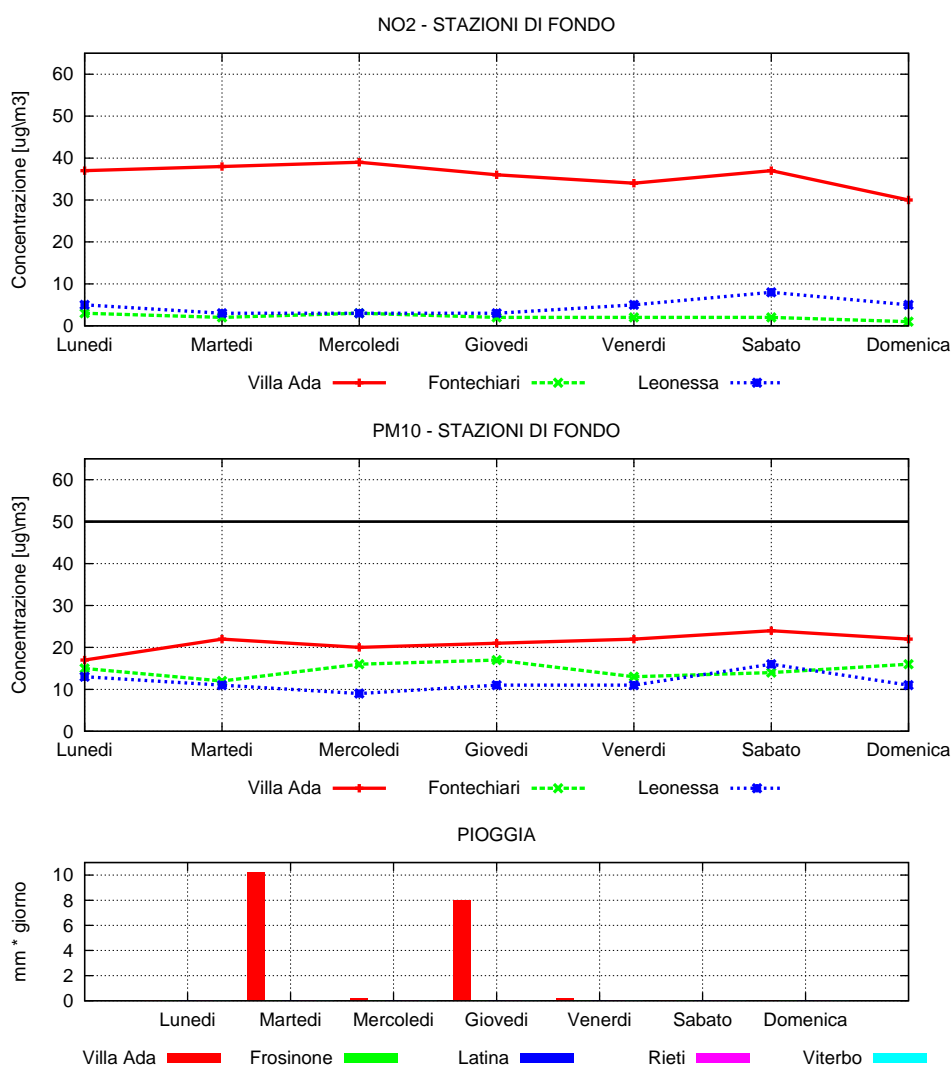 NO2 - STAZIONI DI FONDO
Concentrazione [ug\m3]
60
50
40
30
20
10
0
Lunedi Martedi Mercoledi Giovedi Venerdi Sabato Domenica
Villa Ada Fontechiari Leonessa
PM10 - STAZIONI DI FONDO
Concentrazione [ug\m3]
60
50
40
30
20
10
0
Lunedi Martedi Mercoledi Giovedi Venerdi Sabato Domenica
Villa Ada Fontechiari Leonessa
PIOGGIA
mm * giorno
10
8
6
4
2
0
Lunedi Martedi Mercoledi Giovedi Venerdi Sabato Domenica
Villa Ada Frosinone Latina Rieti Viterbo